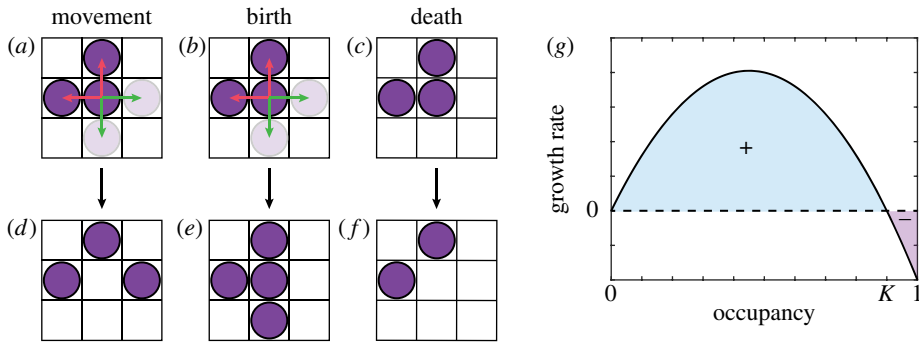 movement
birth
death
(a)
(b)
(c)
(g)
growth rate
+
0
−
(d)
(e)
(f)
0
K
1
occupancy